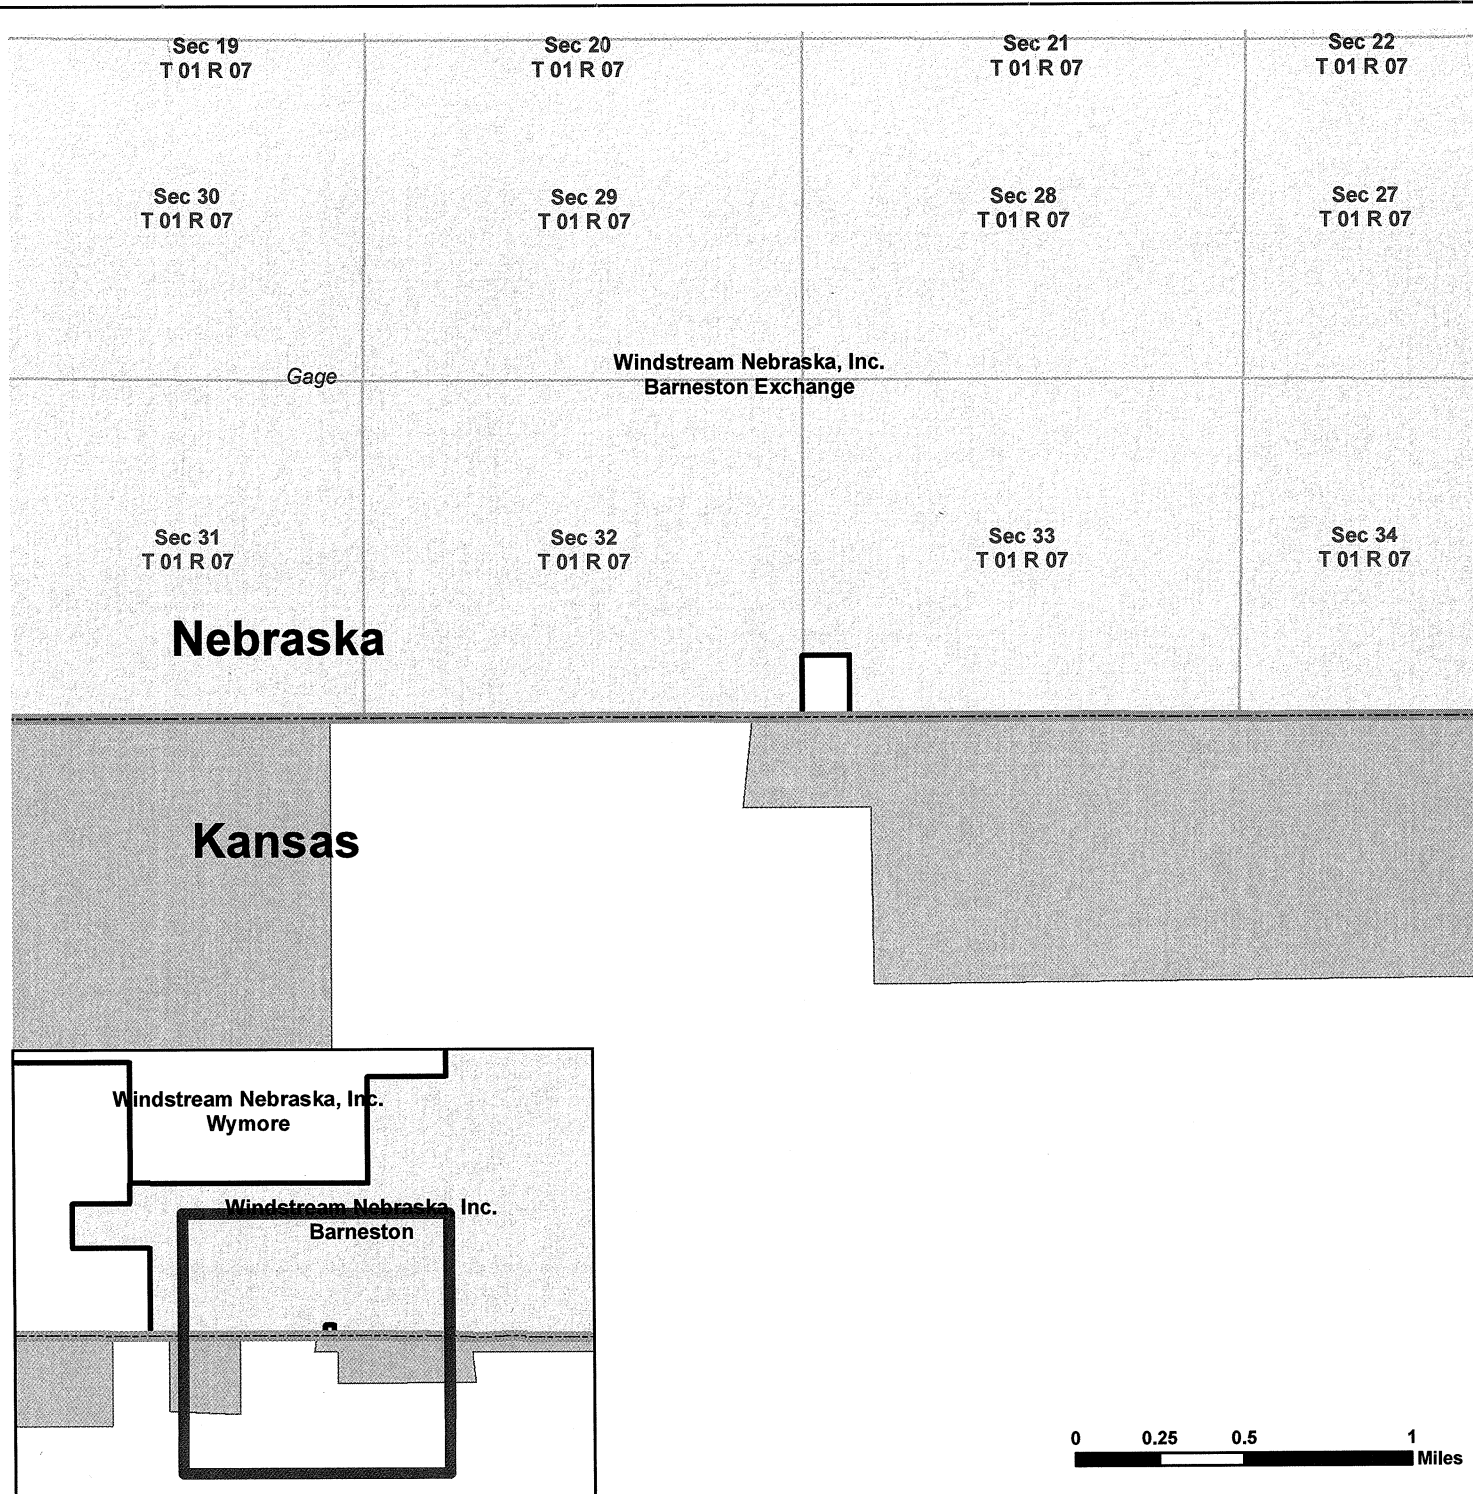 Sec 19
T 01 R 07
Sec 20
T 01 R 07
Sec 21
T 01 R 07
Sec 22
T 01 R 07
Sec 30
T 01 R 07
Sec 29
T 01 R 07
Sec 28
T 01 R 07
Sec 27
T 01 R 07
Gage
Windstream Nebraska, Inc.
Barneston Exchange
Sec 31
T 01 R 07
Sec 32
T 01 R 07
Sec 33
T 01 R 07
Sec 34
T 01 R 07
Nebraska
Kansas
Windstream Nebraska, Inc.
Wymore
Windstream Nebraska, Inc.
Barneston
0 0.25 0.5 1
Miles